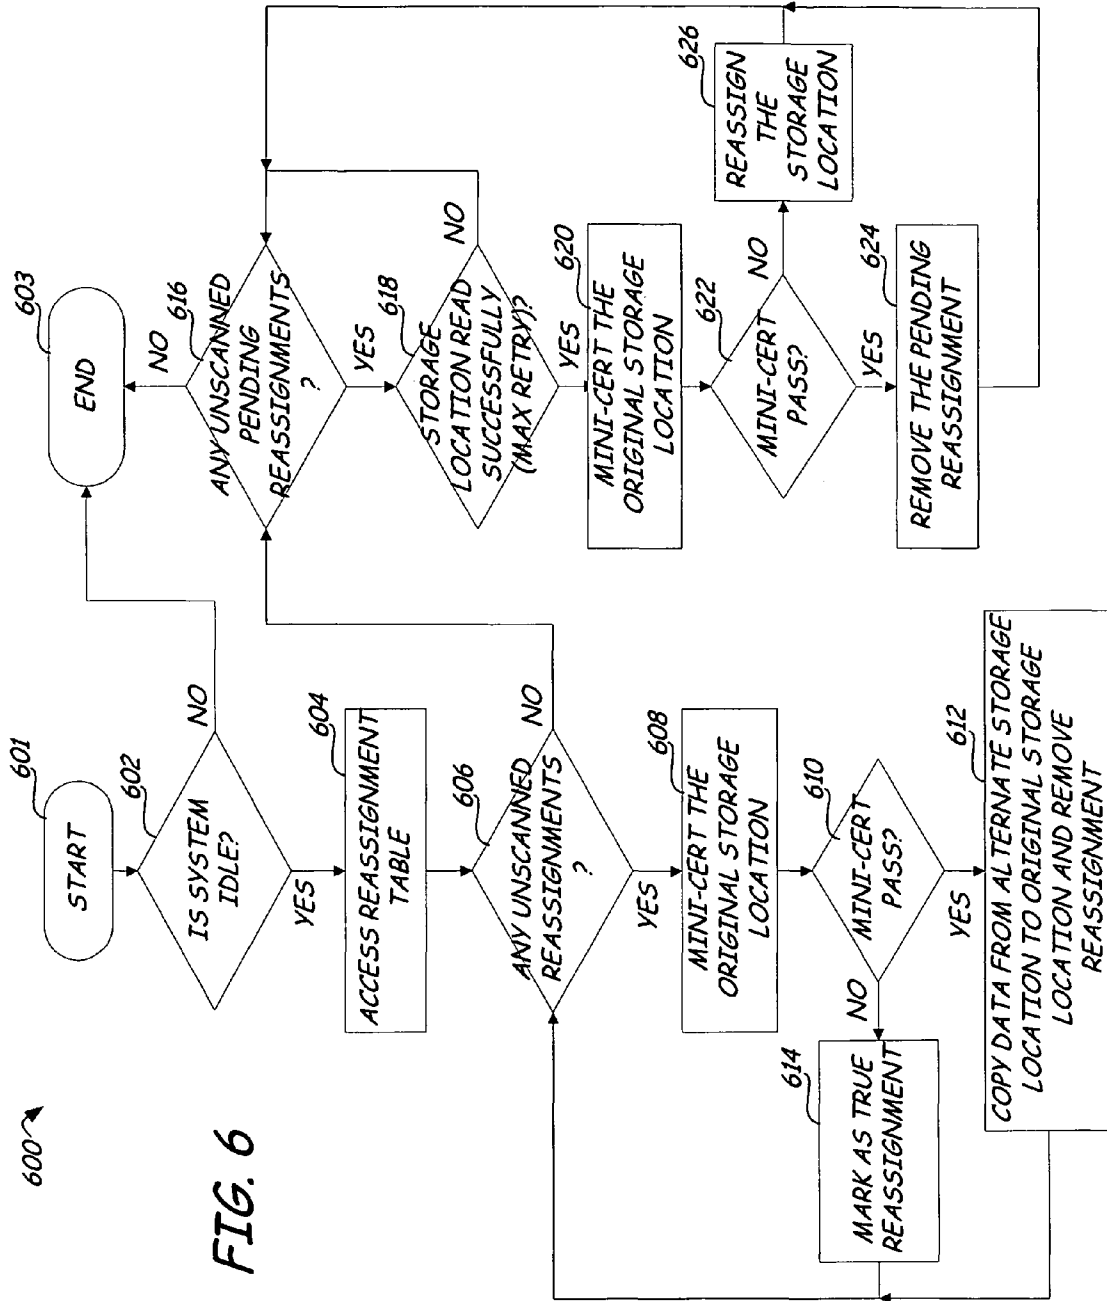 600
FIG. 6
601
START
602
IS SYSTEM
IDLE?
NO
YES
603
END
604
ACCESS REASSIGNMENT
TABLE
606
ANY UNSCANNED
REASSIGNMENTS
?
NO
YES
608
MINI-CERT THE
ORIGINAL STORAGE
LOCATION
610
MINI-CERT
PASS?
NO
YES
614
MARK AS TRUE
REASSIGNMENT
612
COPY DATA FROM ALTERNATE STORAGE
LOCATION TO ORIGINAL STORAGE
LOCATION AND REMOVE
REASSIGNMENT
NO
616
ANY UNSCANNED
PENDING
REASSIGNMENTS
?
YES
618
STORAGE
LOCATION READ
SUCCESSFULLY
(MAX RETRY)?
NO
YES
620
MINI-CERT THE
ORIGINAL STORAGE
LOCATION
622
MINI-CERT
PASS?
NO
YES
626
REASSIGN
THE
STORAGE
LOCATION
624
REMOVE THE PENDING
REASSIGNMENT